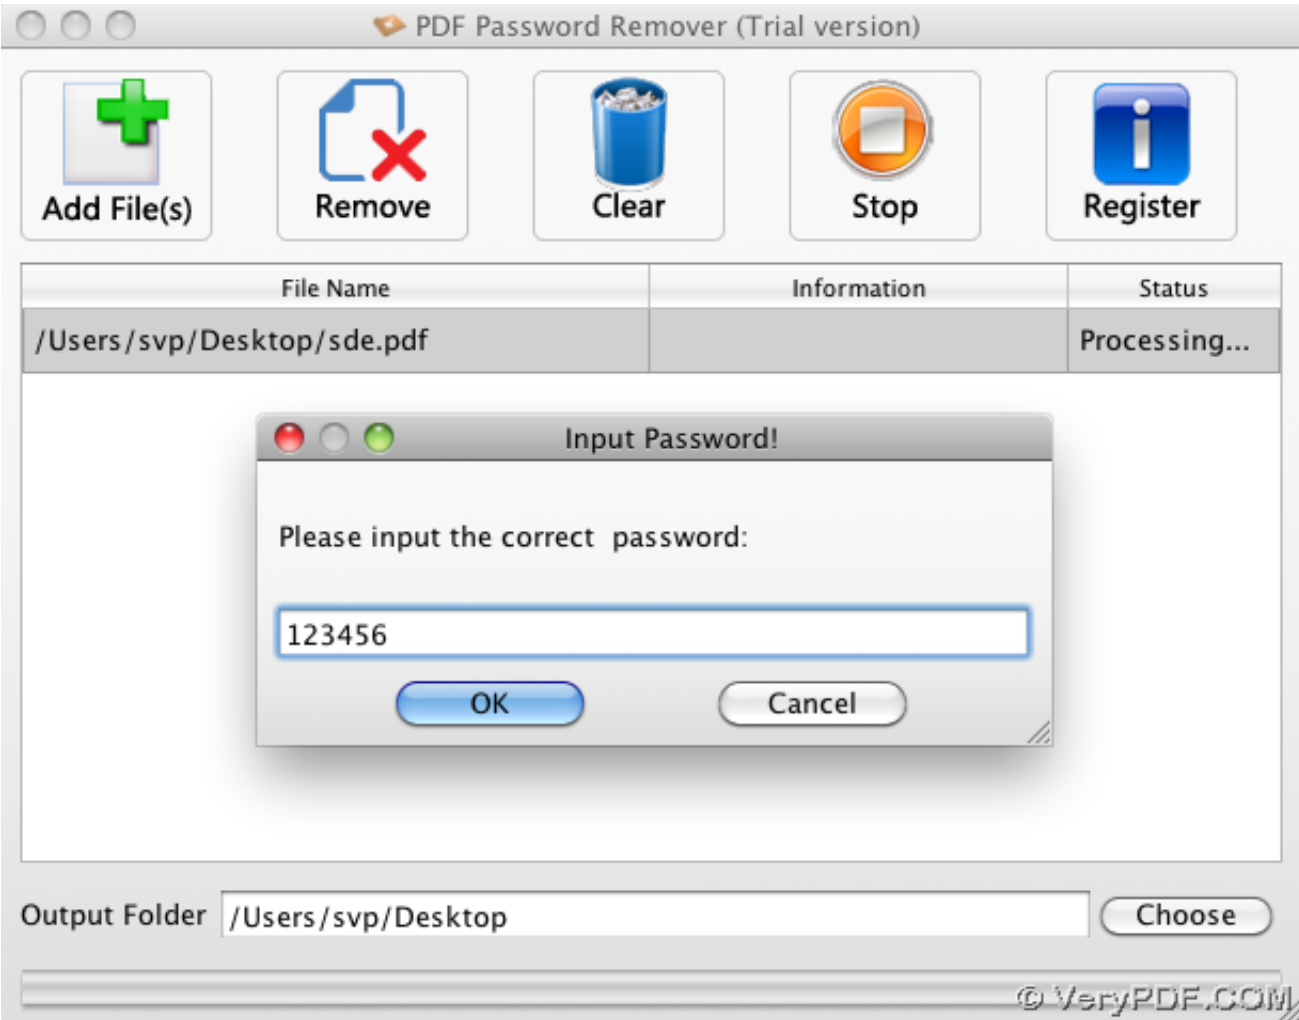 PDF Password Remover (Trial version)
Add File(s) Remove Clear Stop Register
File Name Information Status
/Users/svp/Desktop/sde.pdf Processing...
Input Password!
Please input the correct  password:
123456
OK Cancel
Output Folder /Users/svp/Desktop Choose
© VeryPDF.COM